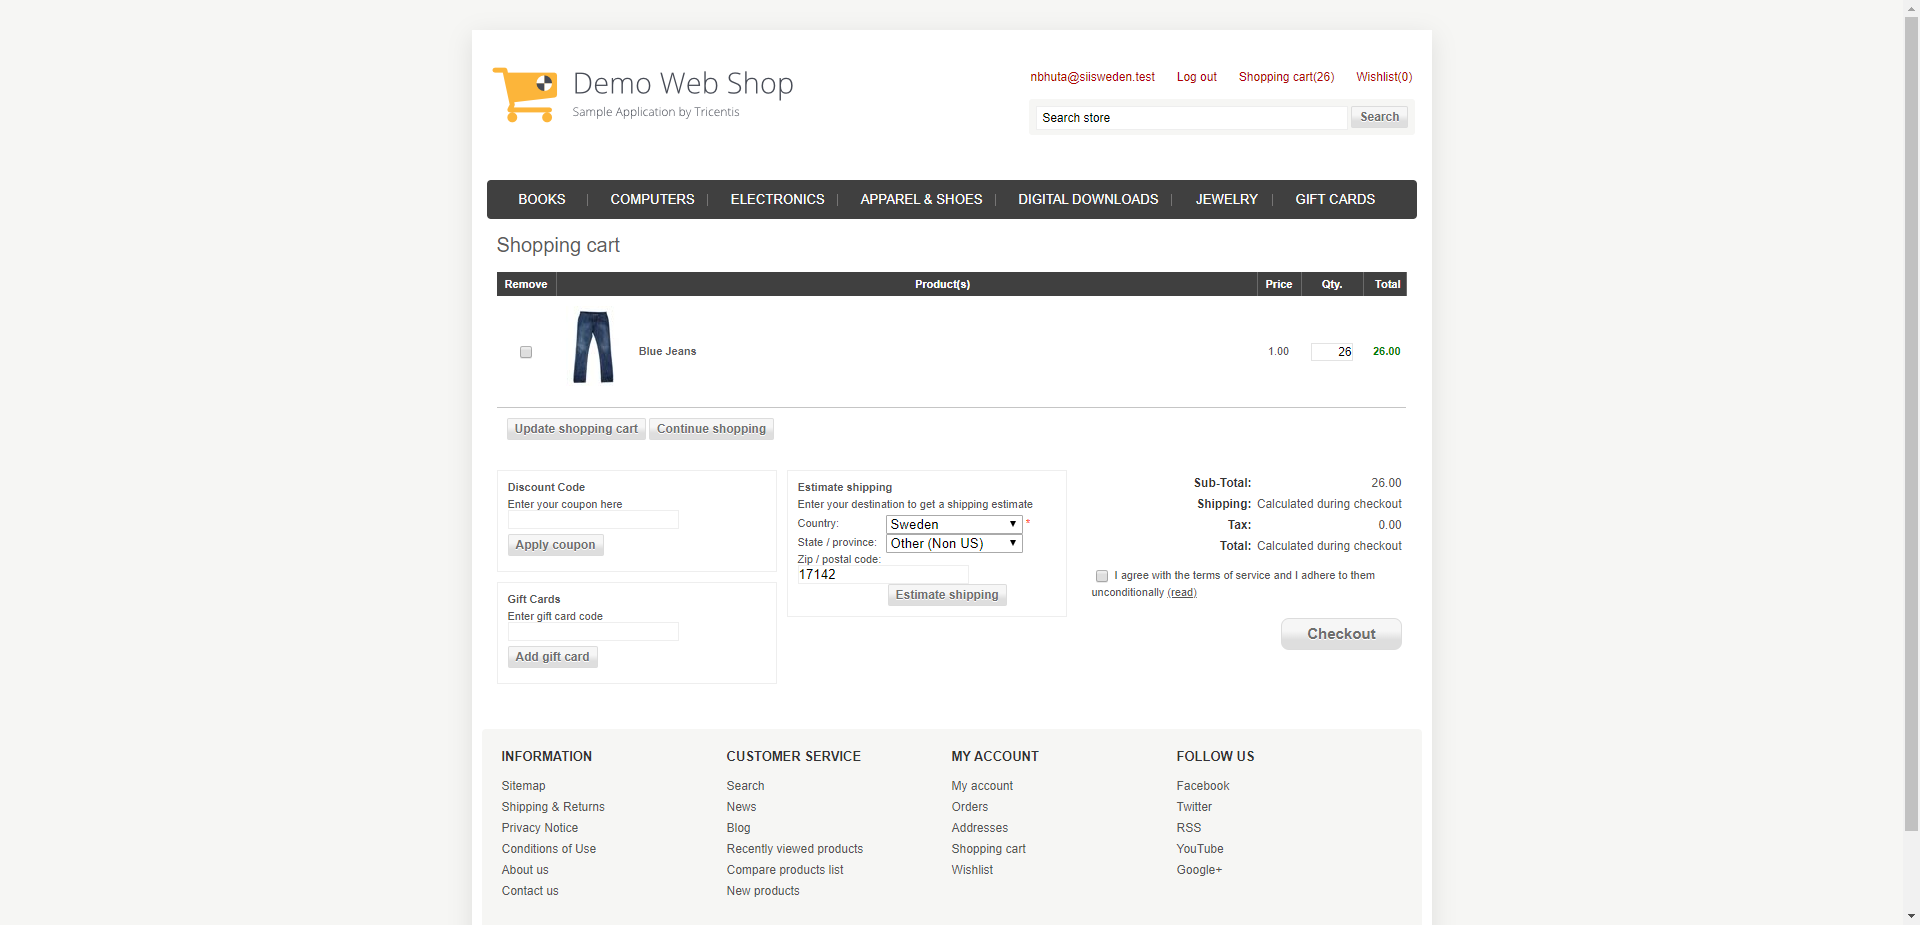 Demo Web Shop
Sample Application by Tricentis
nbhuta@siisweden.test Log out Shopping cart(26) Wishlist(0)
Search store Search
BOOKS COMPUTERS ELECTRONICS APPAREL & SHOES DIGITAL DOWNLOADS JEWELRY GIFT CARDS
Shopping cart
Remove Product(s) Price Qty. Total
Blue Jeans 1.00 26 26.00
Update shopping cart Continue shopping
Discount Code
Enter your coupon here
Apply coupon
Gift Cards
Enter gift card code
Add gift card
Estimate shipping
Enter your destination to get a shipping estimate
Country: Sweden *
State / province: Other (Non US)
Zip / postal code:
17142
Estimate shipping
Sub-Total: 26.00
Shipping: Calculated during checkout
Tax: 0.00
Total: Calculated during checkout
I agree with the terms of service and I adhere to them
unconditionally (read)
Checkout
INFORMATION
Sitemap
Shipping & Returns
Privacy Notice
Conditions of Use
About us
Contact us
CUSTOMER SERVICE
Search
News
Blog
Recently viewed products
Compare products list
New products
MY ACCOUNT
My account
Orders
Addresses
Shopping cart
Wishlist
FOLLOW US
Facebook
Twitter
RSS
YouTube
Google+